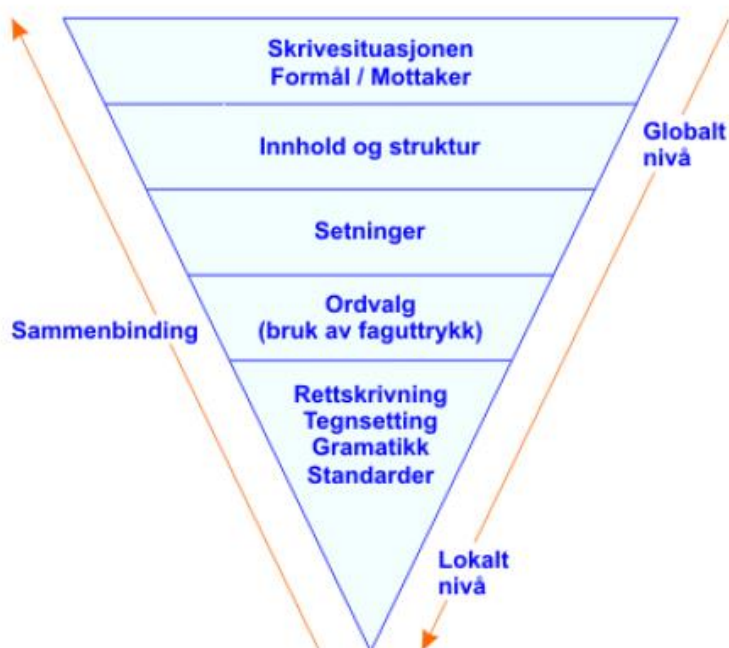 Skrivesituasjonen
Formål / Mottaker
Innhold og struktur
Globalt
nivå
Setninger
Ordvalg
(bruk av faguttrykk)
Sammenbinding
Rettskrivning
Tegnsetting
Gramatikk
Standarder
Lokalt
nivå